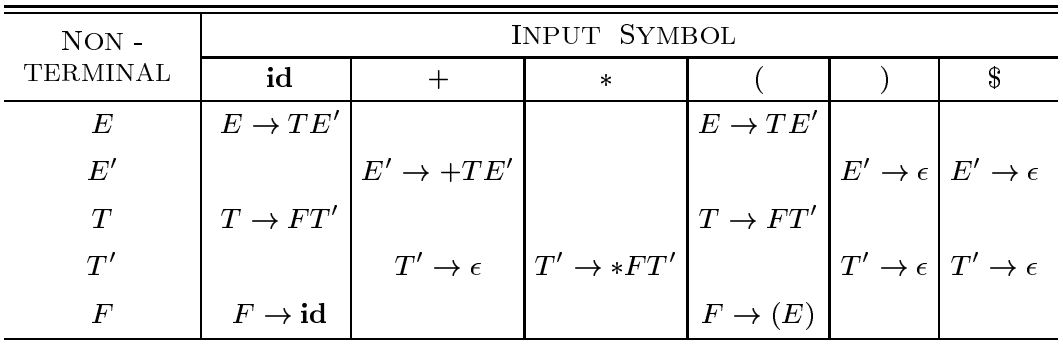 NON - INPUT SYMBOL
TERMINAL id + * ( ) $
E E → TE′ E → TE′
E′ E′ → +TE′ E′ → ϵ E′ → ϵ
T T → FT′ T → FT′
T′ T′ → ϵ T′ → *FT′ T′ → ϵ T′ → ϵ
F F → id F → (E)